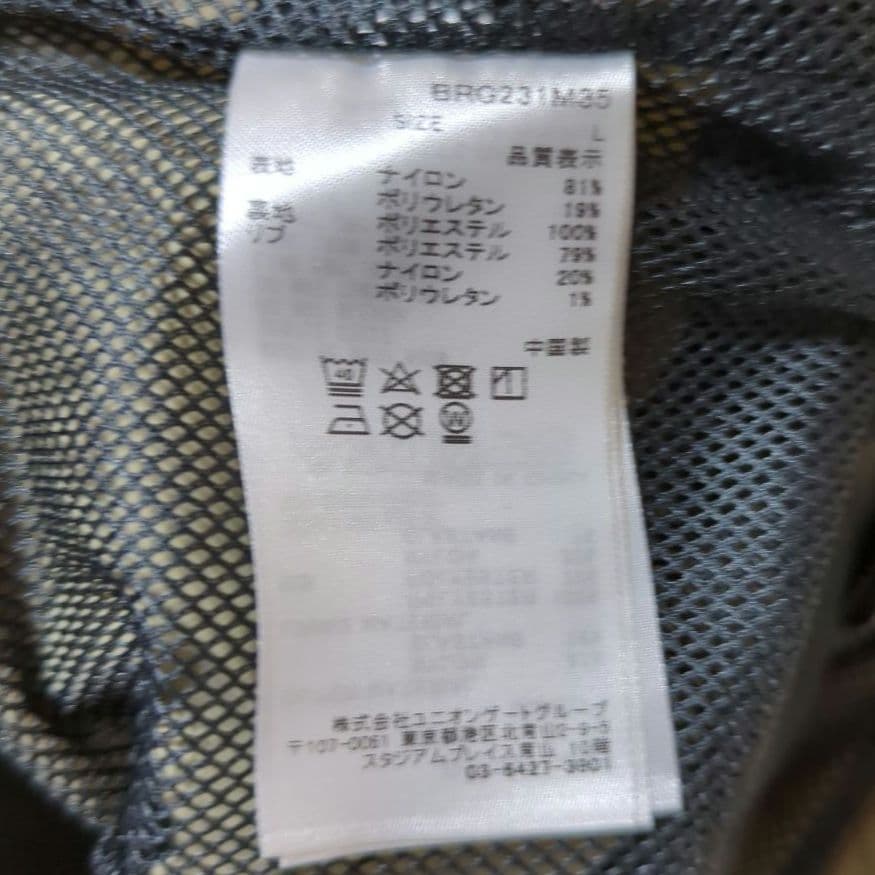 BRG231M35
SIZE L
品質表示
表地 ナイロン 81%
ポリウレタン 19%
裏地 ポリエステル 100%
リブ ポリエステル 79%
ナイロン 20%
ポリウレタン 1%
中国製
40
W
株式会社ユニオンゲートグループ
〒107-0061 東京都港区北青山2-9-5
スタジアムプレイス青山 10階
03-6427-3901